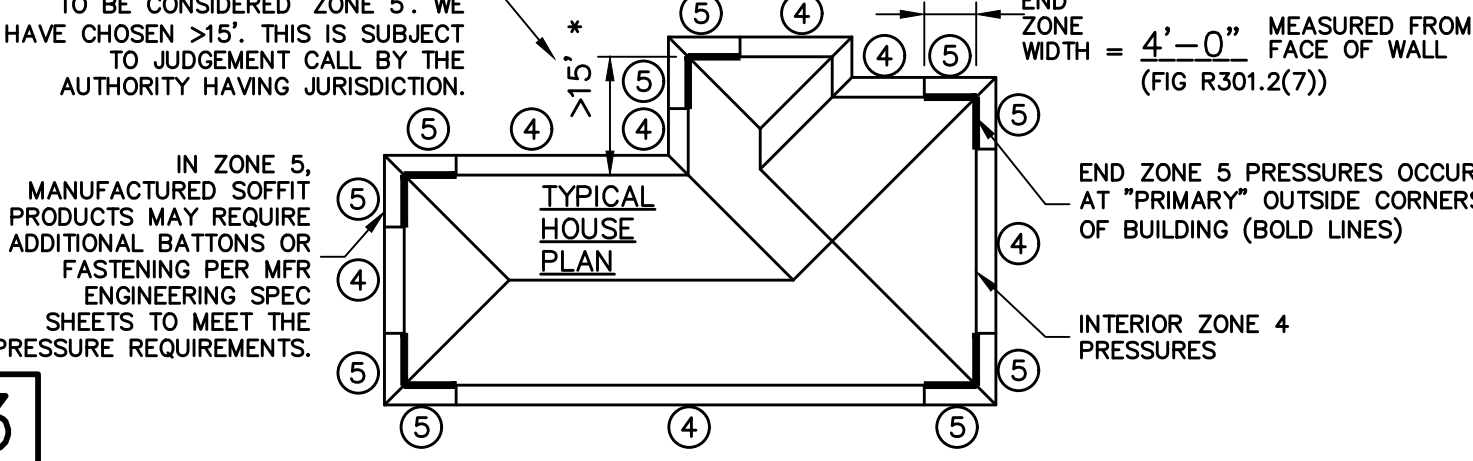 TO BE CONSIDERED ZONE 5'. WE
HAVE CHOSEN >15'. THIS IS SUBJECT
TO JUDGEMENT CALL BY THE
AUTHORITY HAVING JURISDICTION.
>15' *
5
4
END
ZONE
WIDTH = 4'-0" MEASURED FROM
FACE OF WALL
(FIG R301.2(7))
4
5
5
4
5
5
4
IN ZONE 5,
MANUFACTURED SOFFIT
PRODUCTS MAY REQUIRE
ADDITIONAL BATTONS OR
FASTENING PER MFR
ENGINEERING SPEC
SHEETS TO MEET THE
PRESSURE REQUIREMENTS.
5
4
5
TYPICAL
HOUSE
PLAN
END ZONE 5 PRESSURES OCCUR
AT "PRIMARY" OUTSIDE CORNERS
OF BUILDING (BOLD LINES)
4
INTERIOR ZONE 4
PRESSURES
5
5
4
5
3